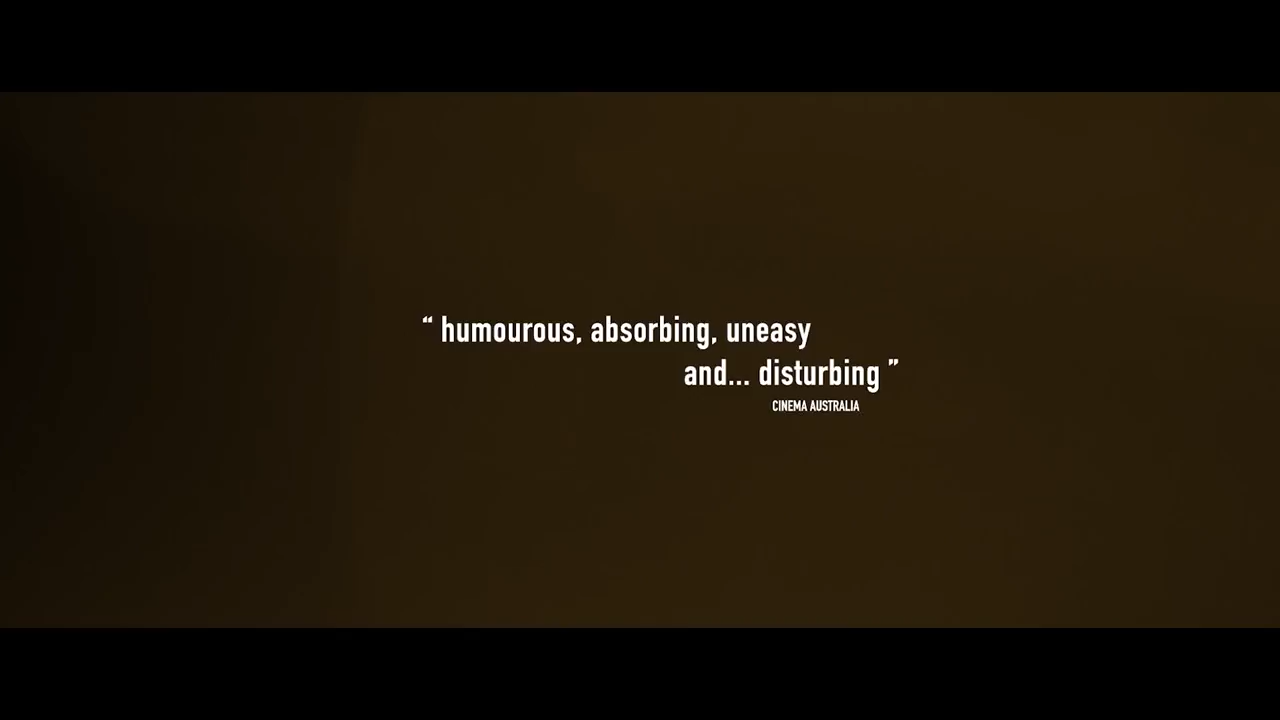 “ humourous, absorbing, uneasy
and... disturbing ”
CINEMA AUSTRALIA